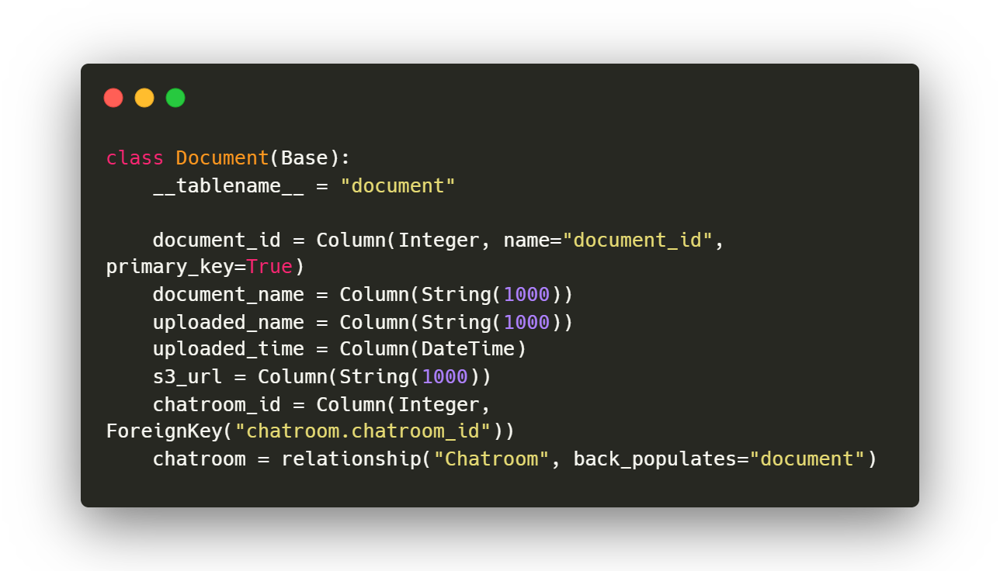 class Document(Base):
    __tablename__ = "document"

    document_id = Column(Integer, name="document_id",
primary_key=True)
    document_name = Column(String(1000))
    uploaded_name = Column(String(1000))
    uploaded_time = Column(DateTime)
    s3_url = Column(String(1000))
    chatroom_id = Column(Integer,
ForeignKey("chatroom.chatroom_id"))
    chatroom = relationship("Chatroom", back_populates="document")